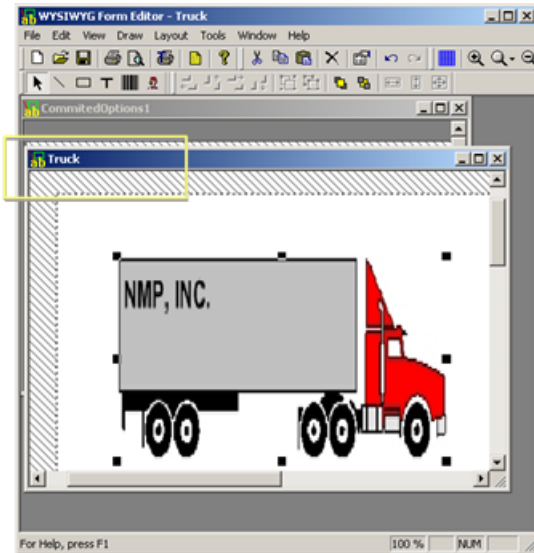 WYSIWYG Form Editor - Truck
File Edit View Draw Layout Tools Window Help
CommitedOptions1
Truck
NMP, INC.
For Help, press F1
100 %
NUM